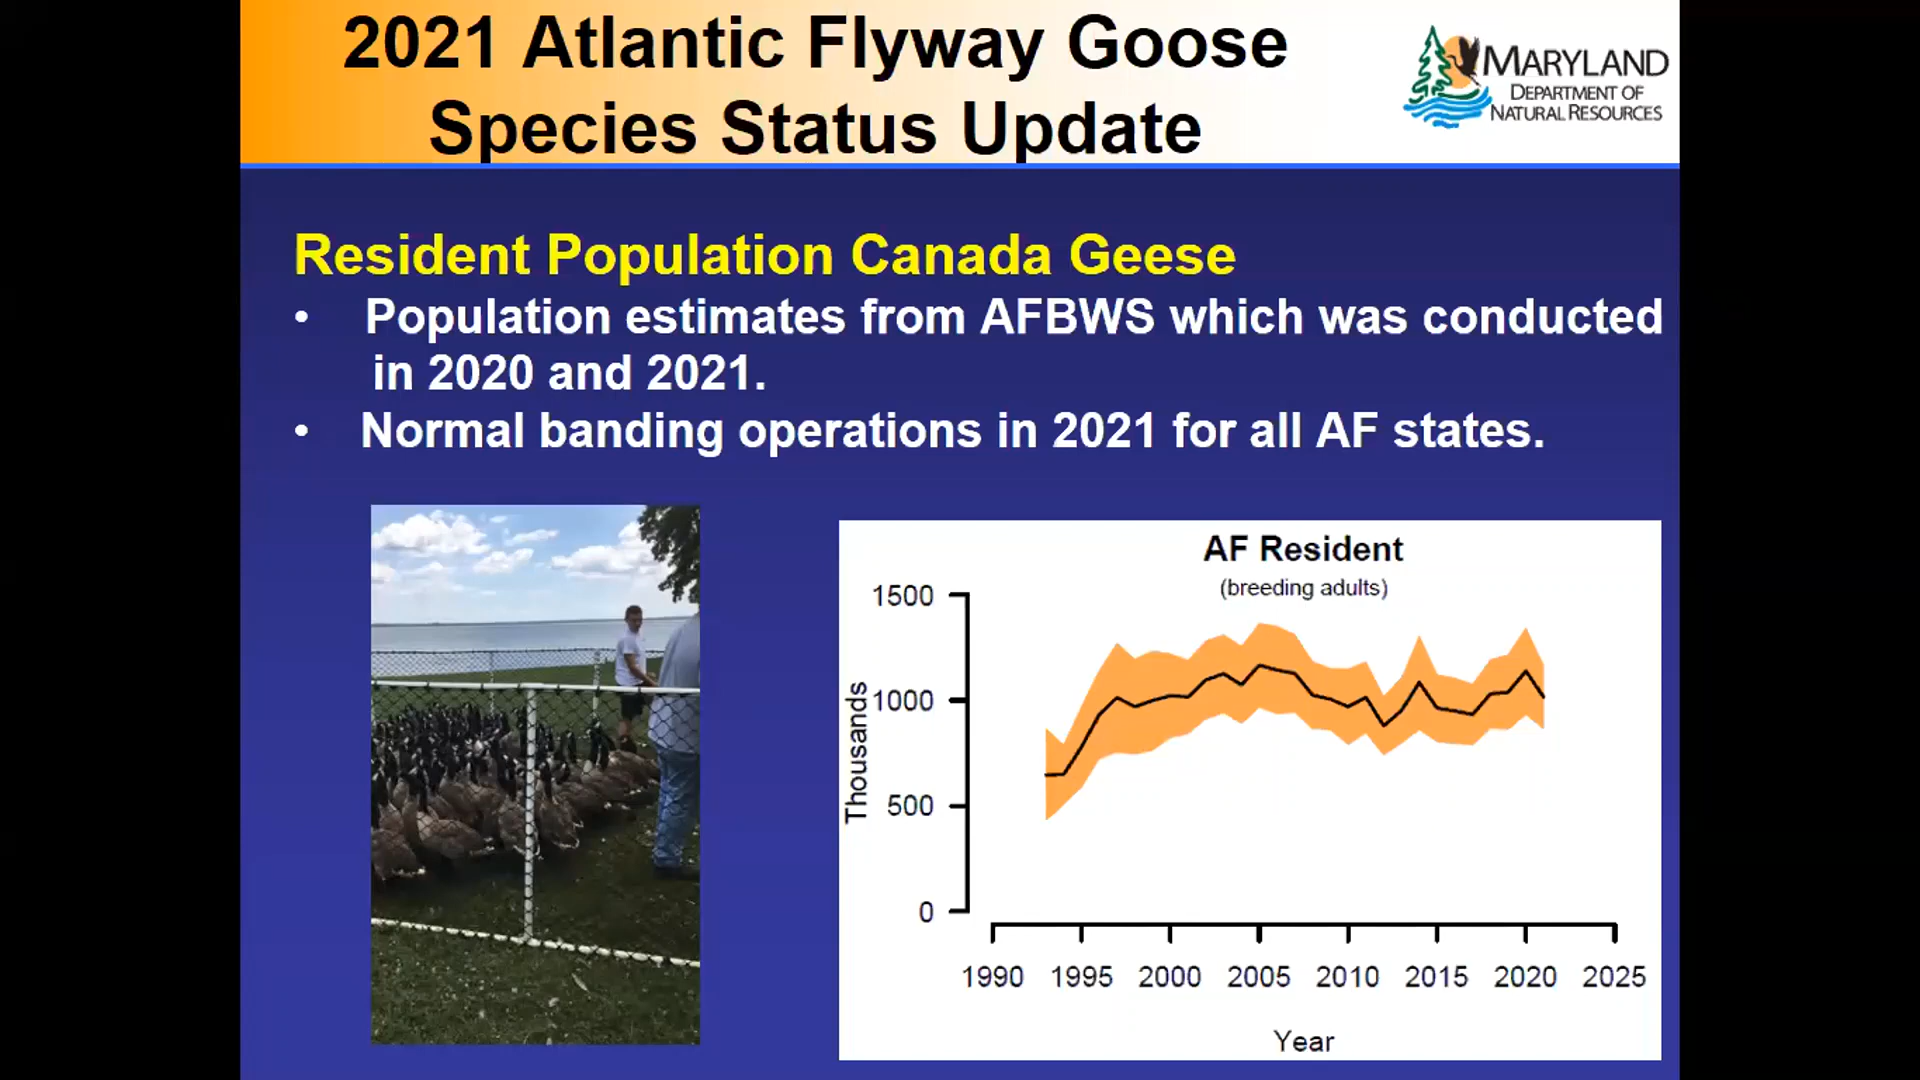 2021 Atlantic Flyway Goose
Species Status Update
MARYLAND
DEPARTMENT OF
NATURAL RESOURCES
Resident Population Canada Geese
• Population estimates from AFBWS which was conducted
in 2020 and 2021.
• Normal banding operations in 2021 for all AF states.
AF Resident
(breeding adults)
Thousands
1500
1000
500
0
1990 1995 2000 2005 2010 2015 2020 2025
Year